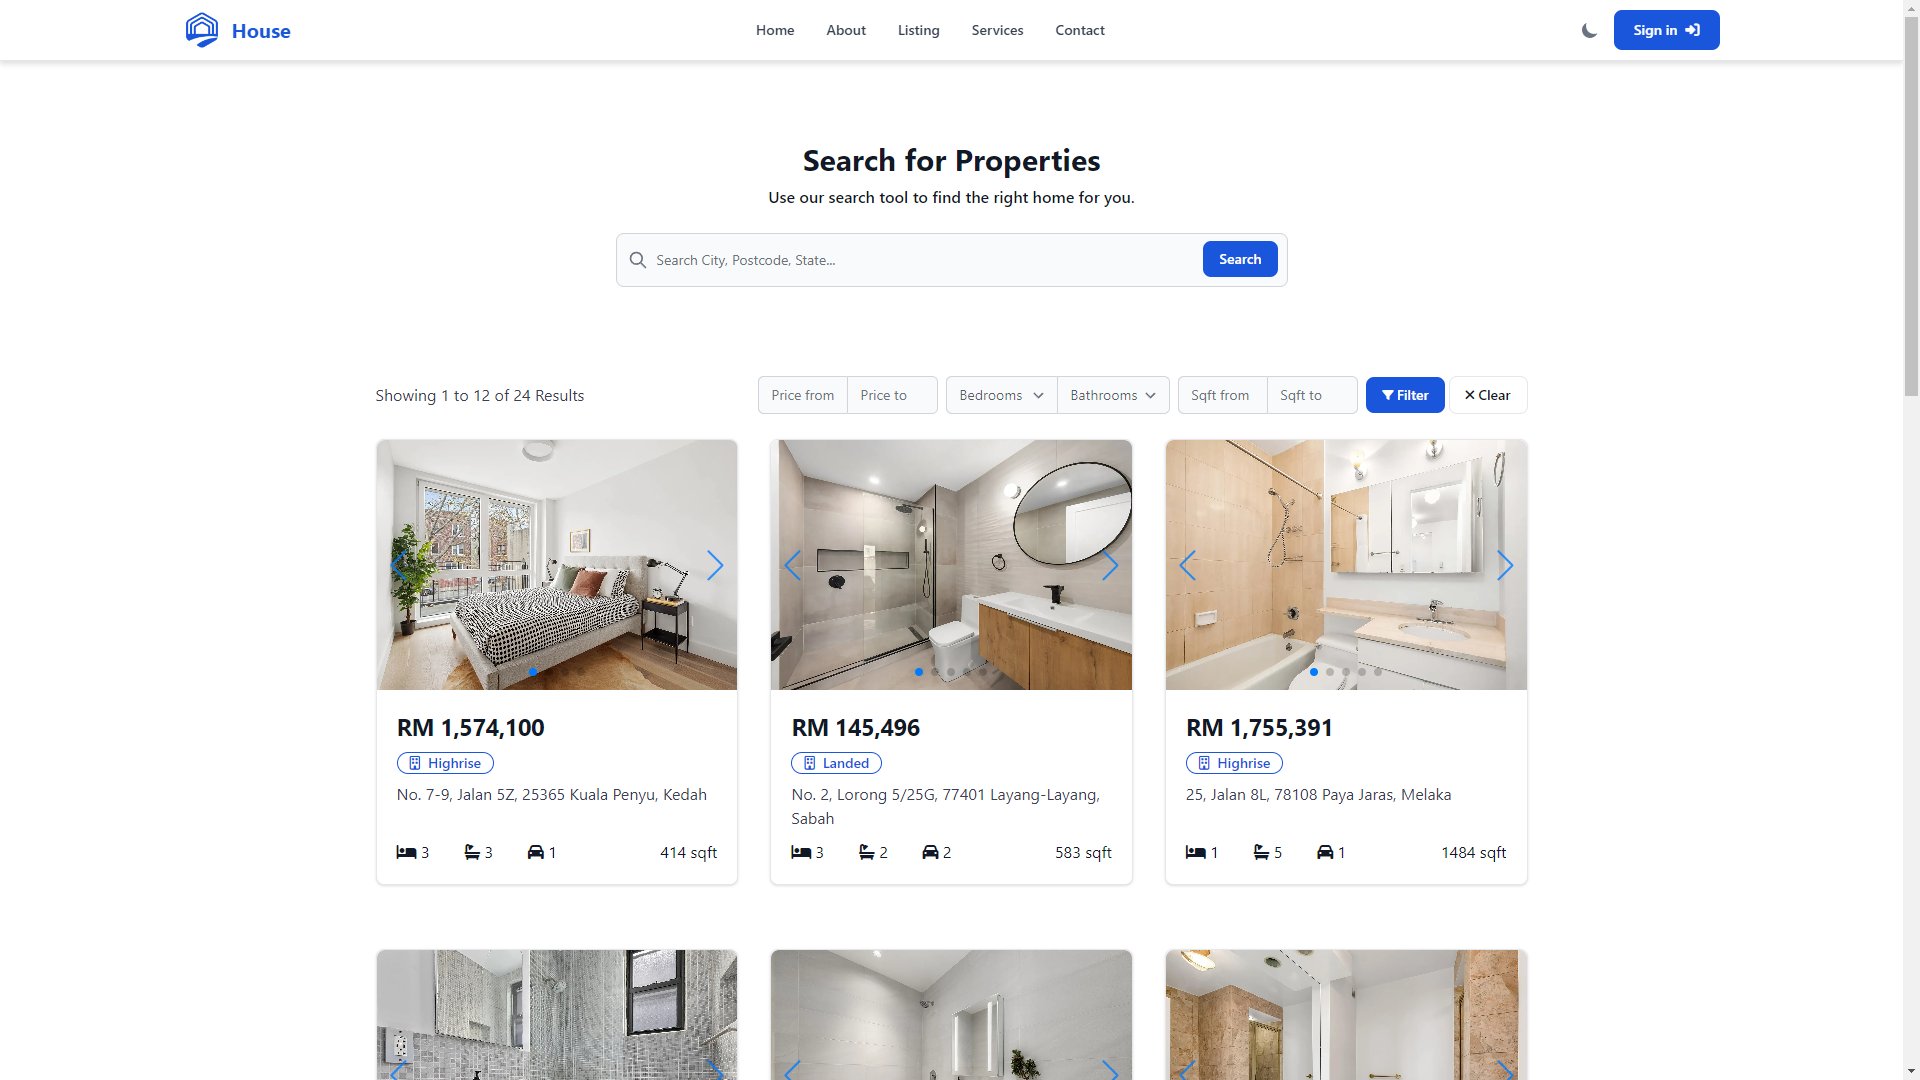 House
Home
About
Listing
Services
Contact
Sign in
Search for Properties
Use our search tool to find the right home for you.
Search City, Postcode, State...
Search
Showing 1 to 12 of 24 Results
Price from
Price to
Bedrooms
Bathrooms
Sqft from
Sqft to
Filter
Clear
RM 1,574,100
Highrise
No. 7-9, Jalan 5Z, 25365 Kuala Penyu, Kedah
3
3
1
414 sqft
RM 145,496
Landed
No. 2, Lorong 5/25G, 77401 Layang-Layang,
Sabah
3
2
2
583 sqft
RM 1,755,391
Highrise
25, Jalan 8L, 78108 Paya Jaras, Melaka
1
5
1
1484 sqft